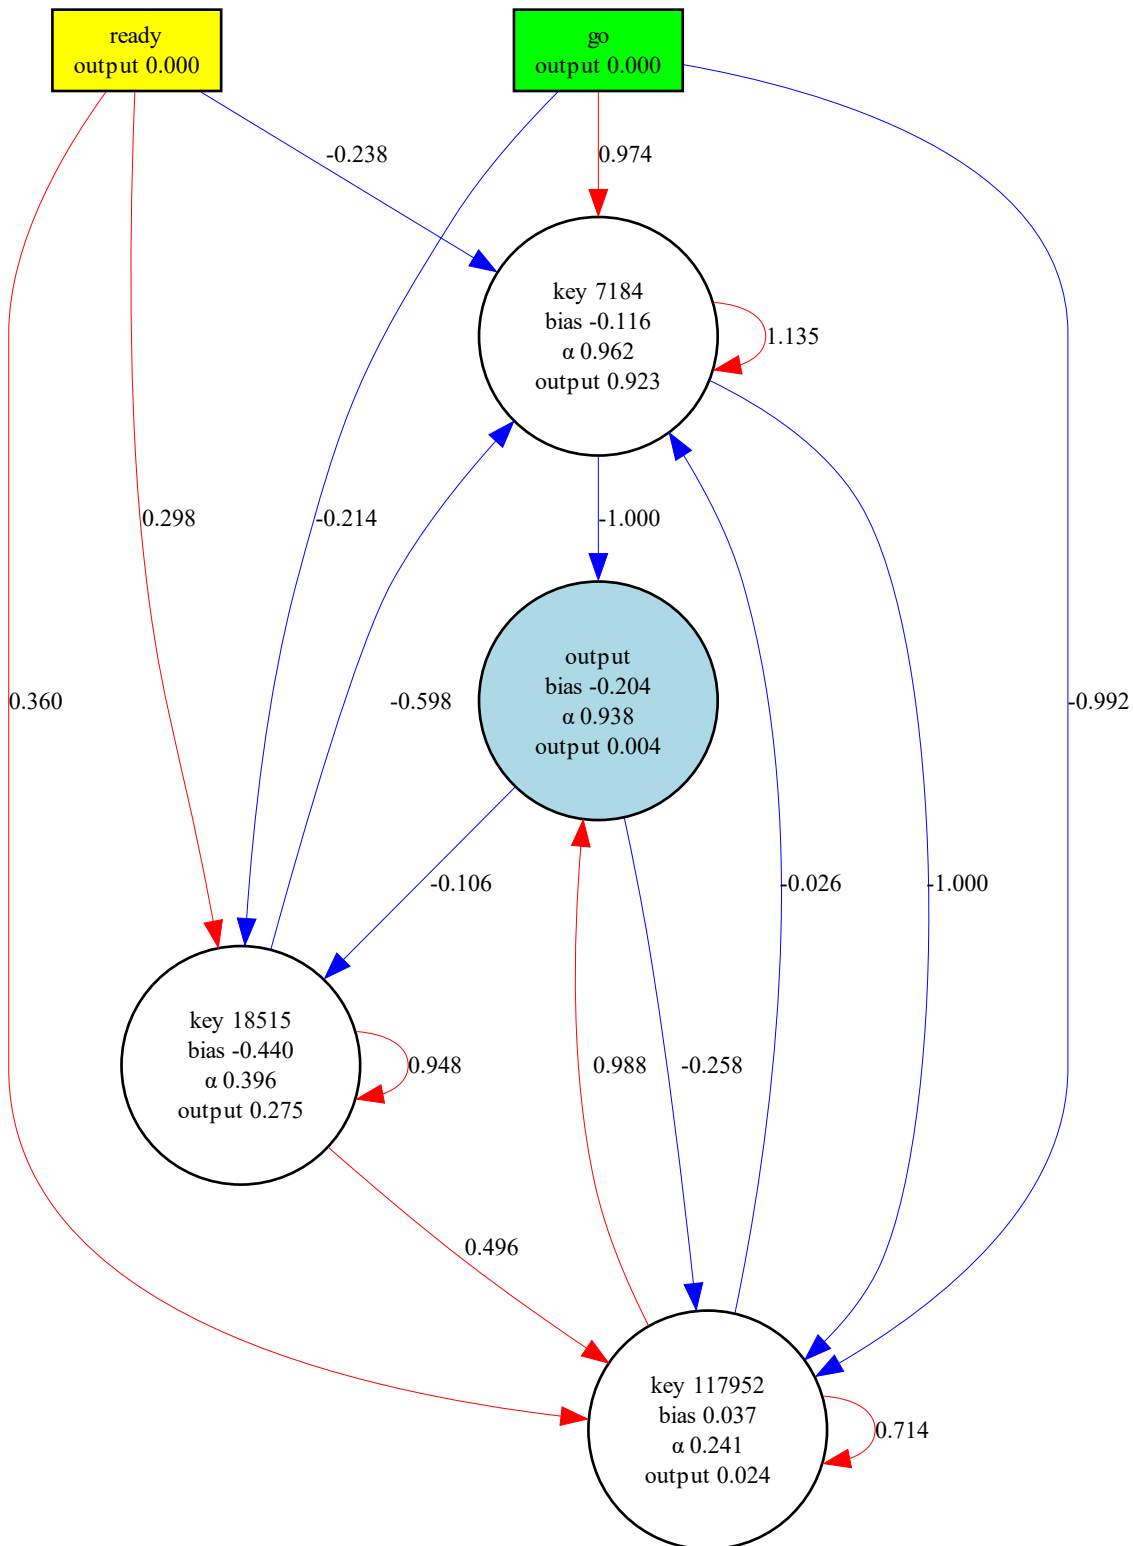 ready
output 0.000
go
output 0.000
-0.238
0.974
key 7184
bias -0.116
α 0.962
output 0.923
1.135
0.298
-0.214
-1.000
output
bias -0.204
α 0.938
output 0.004
0.360
-0.598
-0.992
-0.106
-0.026
-1.000
key 18515
bias -0.440
α 0.396
output 0.275
0.948
0.988
-0.258
0.496
key 117952
bias 0.037
α 0.241
output 0.024
0.714